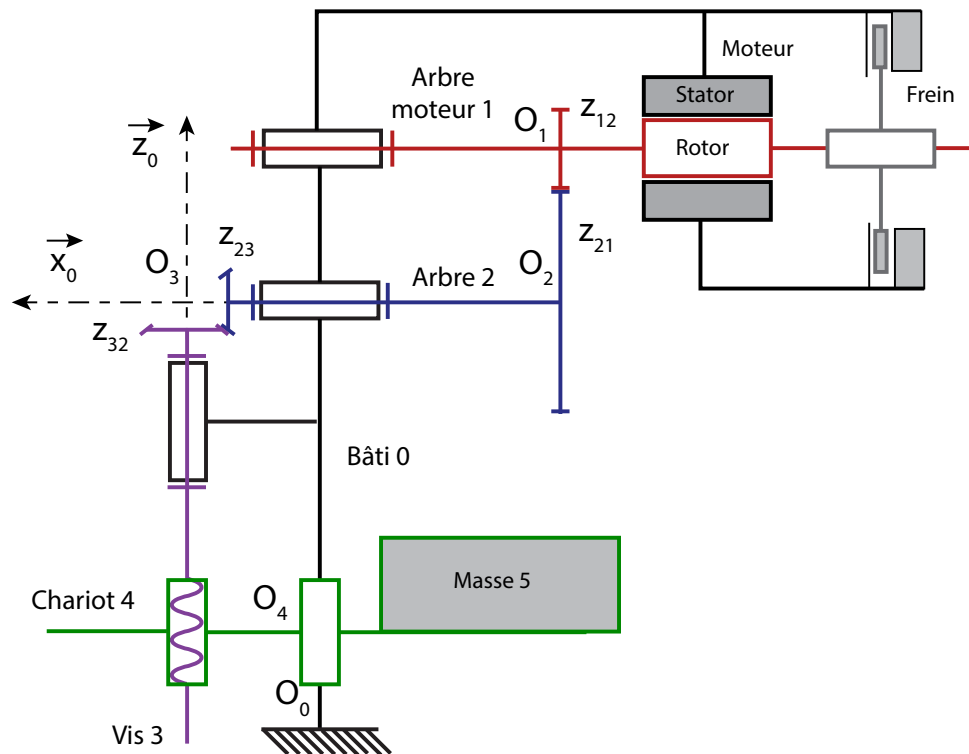 Moteur
Arbre
moteur 1
Stator
Frein
O₁
z₁₂
z₀
Rotor
z₂₁
z₂₃
x₀
O₃
Arbre 2
O₂
z₃₂
Bâti 0
Masse 5
Chariot 4
O₄
O₀
Vis 3